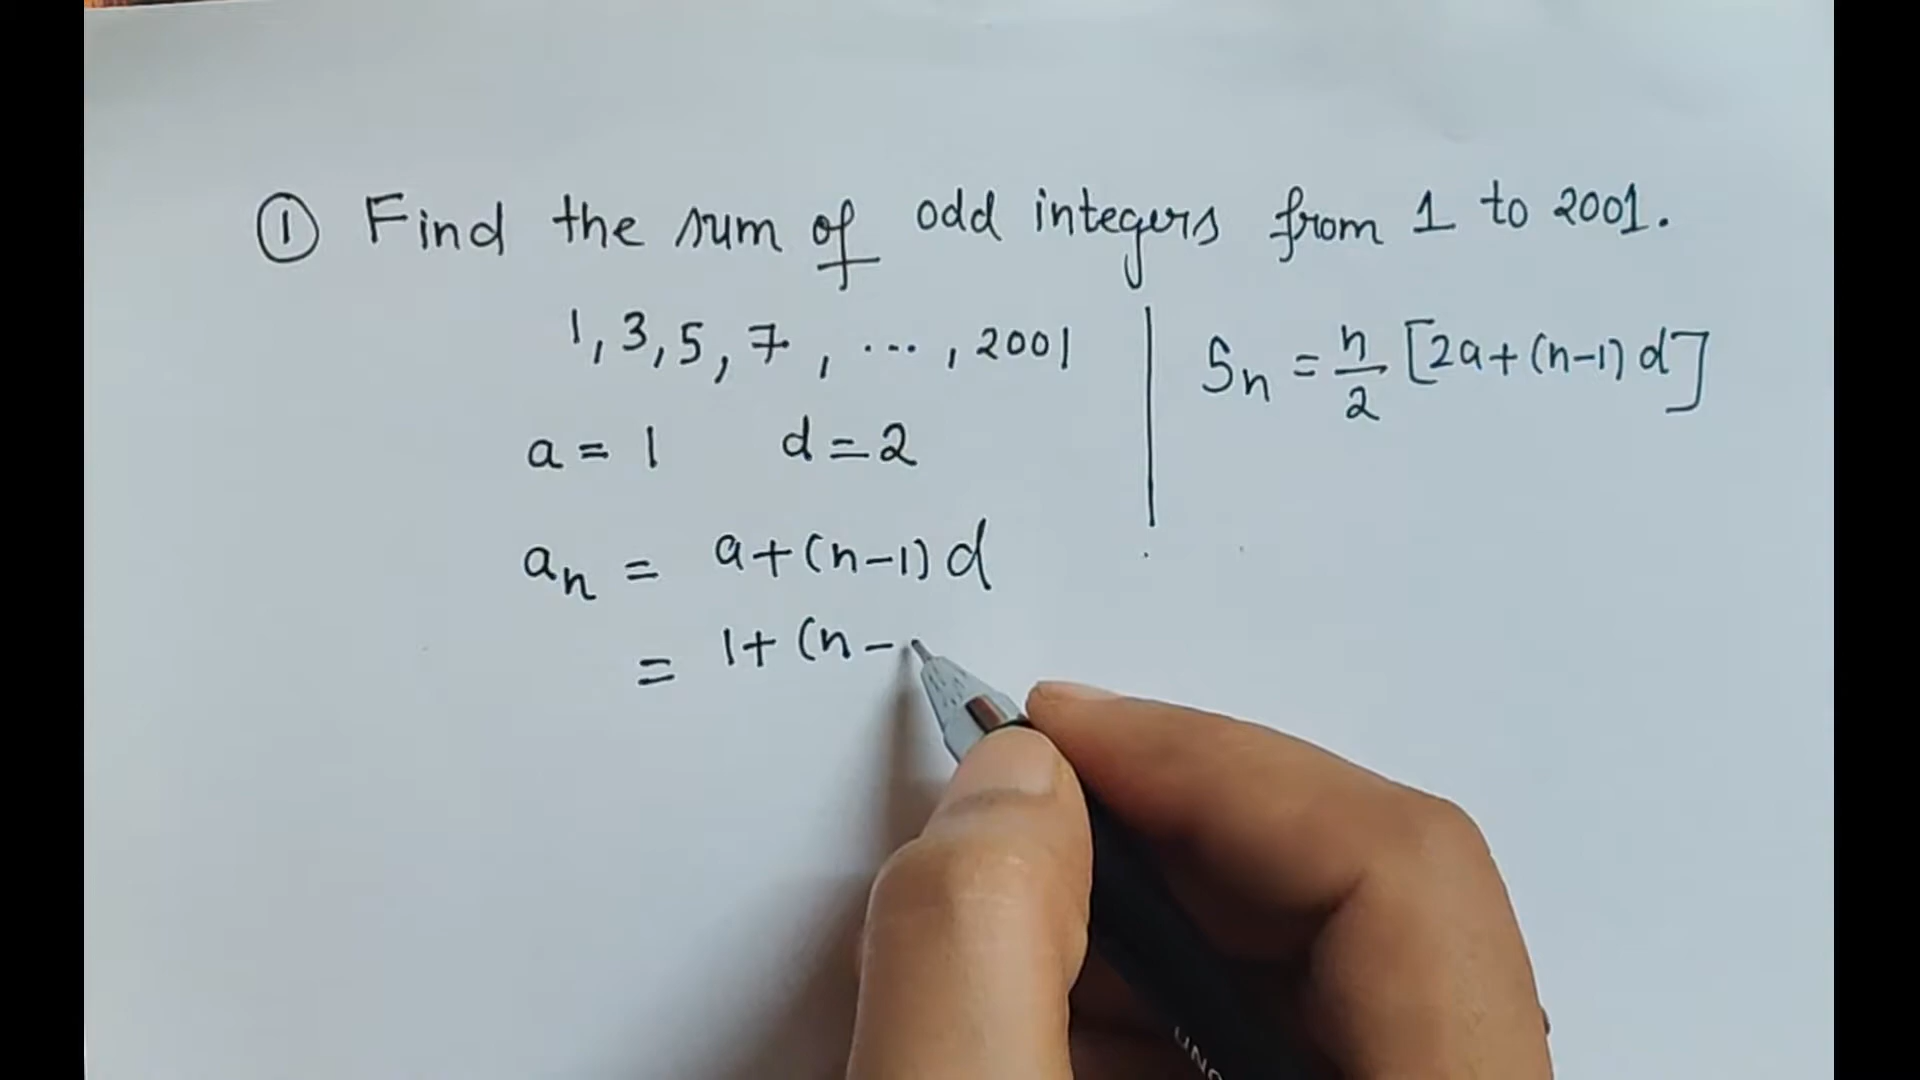 ① Find the sum of odd integers from 1 to 2001.
1, 3, 5, 7, ..., 2001
a = 1 d = 2
aₙ = a + (n-1) d
= 1 + (n -
Sₙ = n/2 [2a + (n-1) d]
UNO